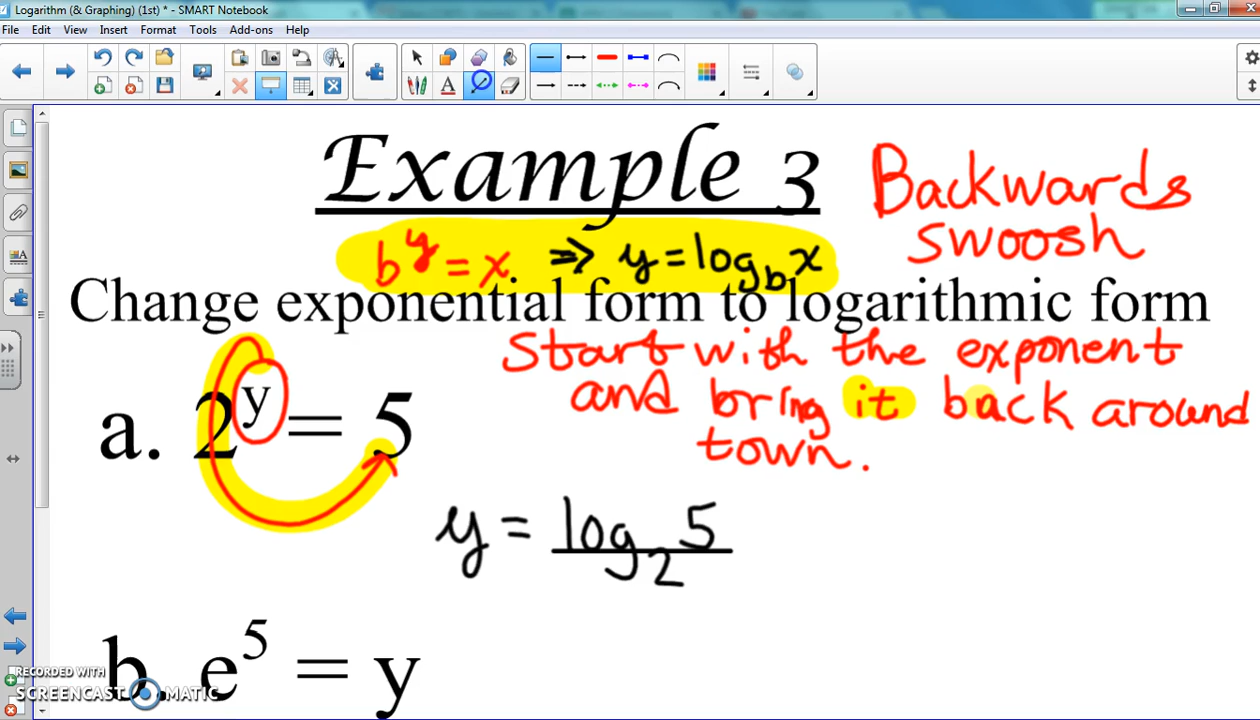 Logarithm (& Graphing) (1st) * - SMART Notebook
File Edit View Insert Format Tools Add-ons Help
Example 3
Backwards
swoosh
b^y = x ⇒ y = log_b x
Change exponential form to logarithmic form
Start with the exponent
and bring it back around
town.
a. 2^y = 5
y = log_2 5
b. e^5 = y
RECORDED WITH
SCREENCAST MATIC